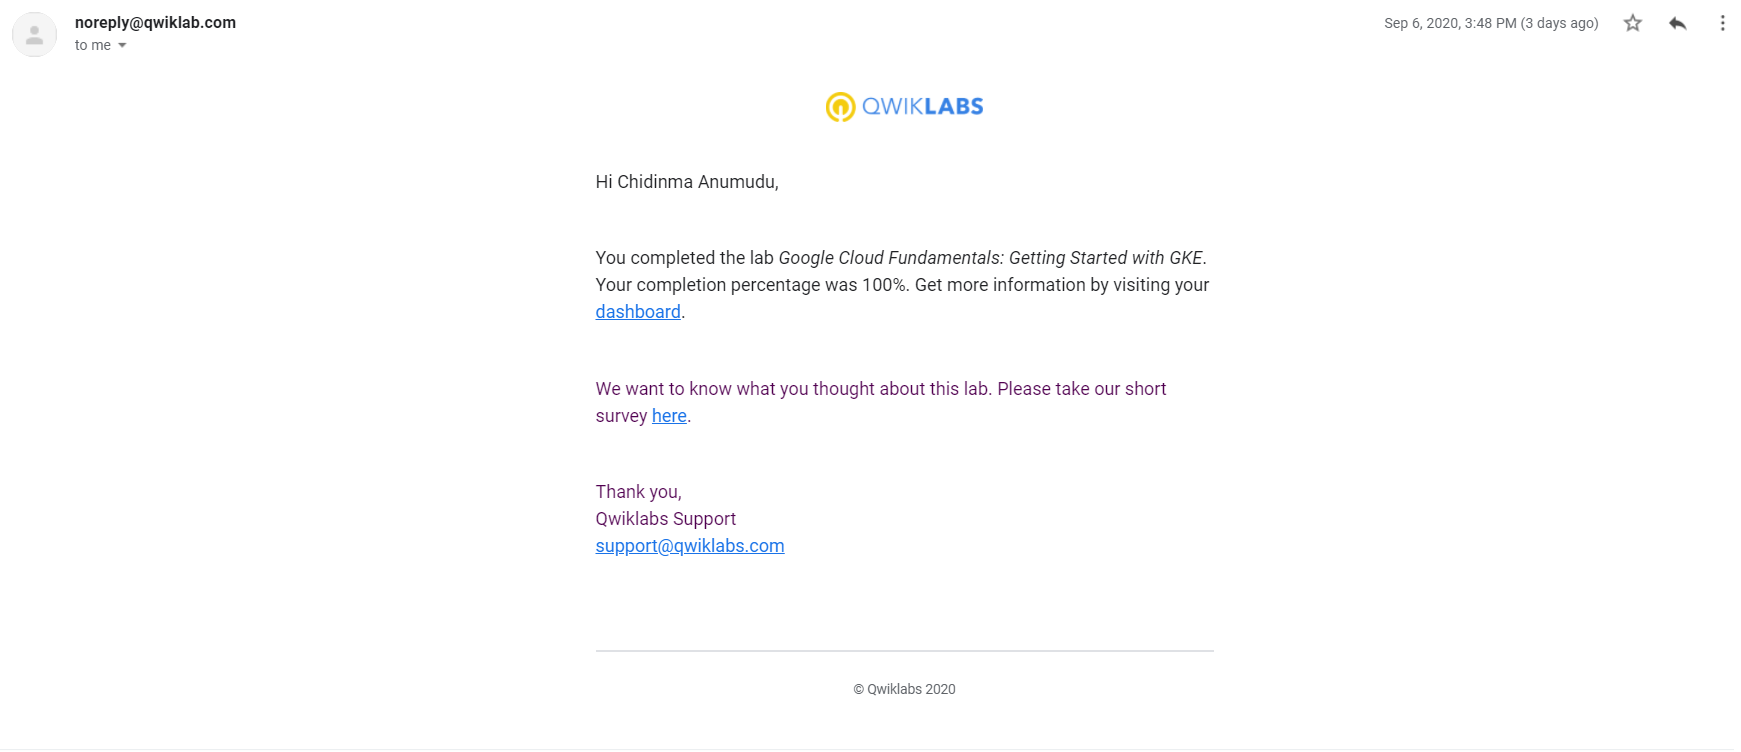 noreply@qwiklab.com
Sep 6, 2020, 3:48 PM (3 days ago)
to me
QWIKLABS
Hi Chidinma Anumudu,
You completed the lab Google Cloud Fundamentals: Getting Started with GKE.
Your completion percentage was 100%. Get more information by visiting your
dashboard.
We want to know what you thought about this lab. Please take our short
survey here.
Thank you,
Qwiklabs Support
support@qwiklabs.com
© Qwiklabs 2020